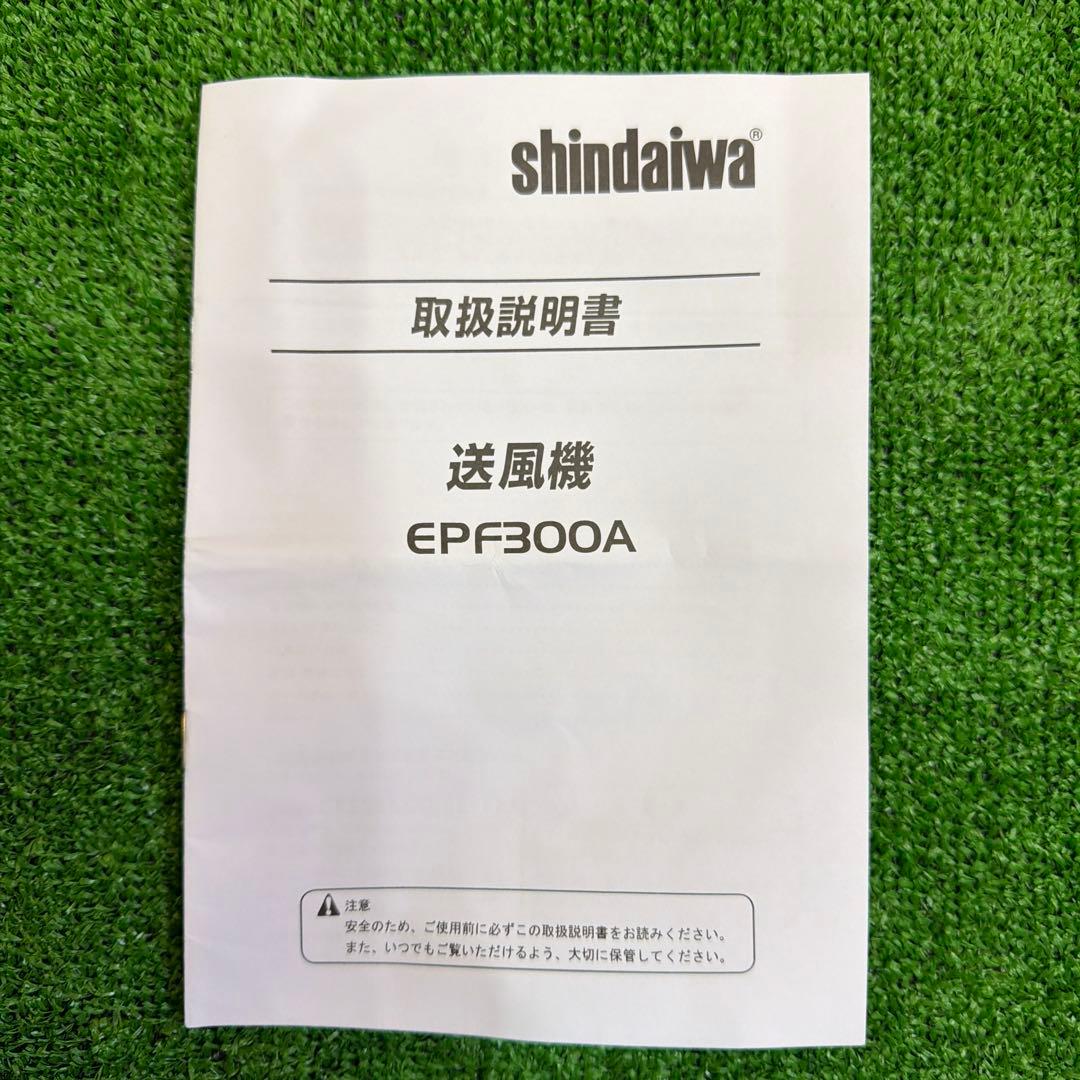 shindaiwa®
取扱説明書
送風機
EPF300A
注意
安全のため、ご使用前に必ずこの取扱説明書をお読みください。
また、いつでもご覧いただけるよう、大切に保管してください。